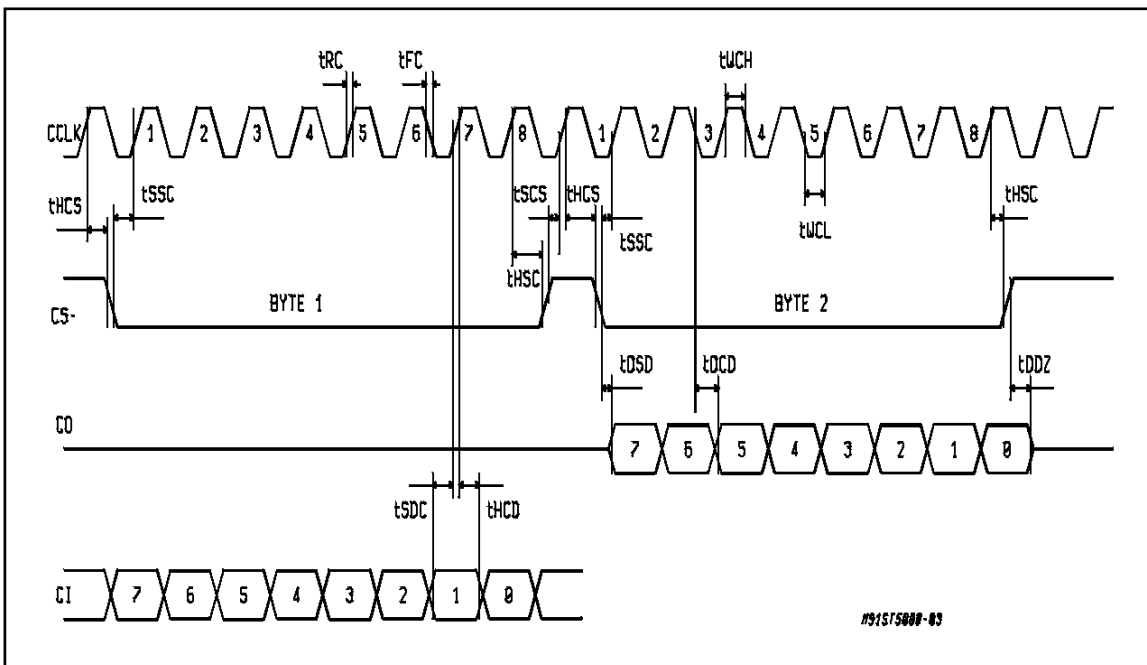 tRC tFC tWCH
CCLK 1 2 3 4 5 6 7 8 1 2 3 4 5 6 7 8
tHCS tSSC tSCS tHCS tSSC tWCL tHSC
tHSC
CS- BYTE 1 BYTE 2
tDSD tDCD tDDZ
CO
7 6 5 4 3 2 1 0
tSDC tHCD
CI 7 6 5 4 3 2 1 0